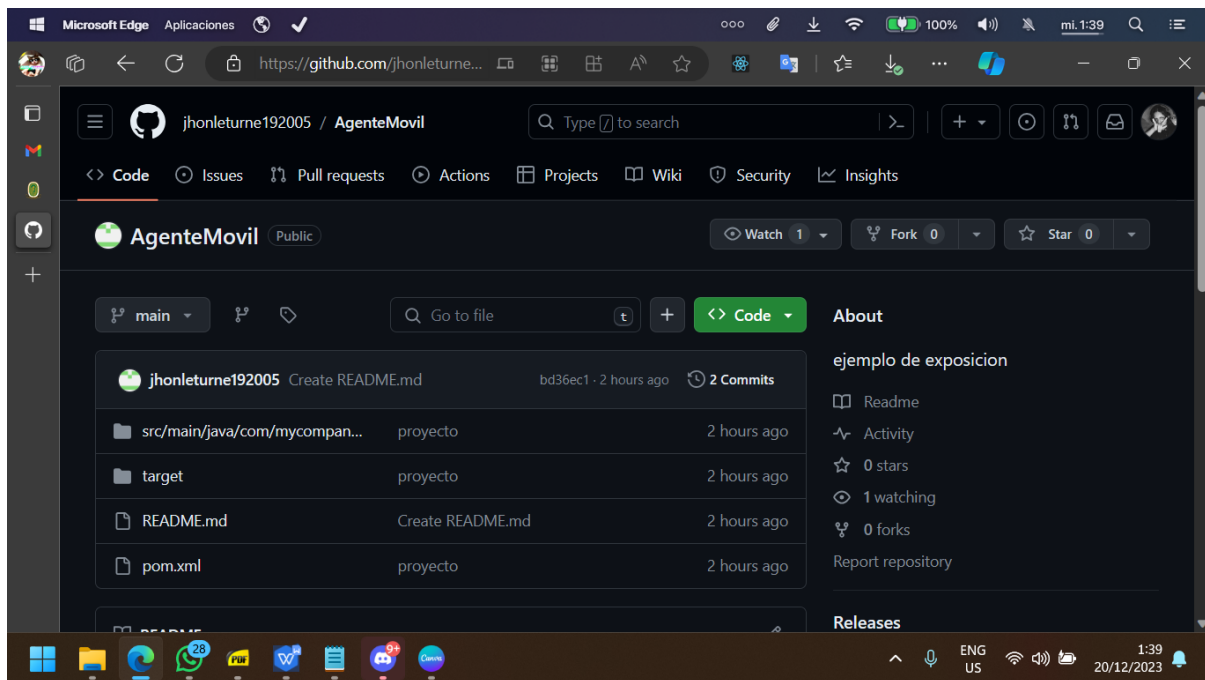 Microsoft Edge Aplicaciones 100% mi. 1:39
https://github.com/jhonleturne...
jhonleturne192005 / AgenteMovil Type / to search
Code Issues Pull requests Actions Projects Wiki Security Insights
AgenteMovil Public Watch 1 Fork 0 Star 0
main Go to file t Code
jhonleturne192005 Create README.md bd36ec1 · 2 hours ago 2 Commits
src/main/java/com/mycompan... proyecto 2 hours ago
target proyecto 2 hours ago
README.md Create README.md 2 hours ago
pom.xml proyecto 2 hours ago
README
About
ejemplo de exposicion
Readme
Activity
0 stars
1 watching
0 forks
Report repository
Releases
28 PDF 9+ Canva
ENG
US
1:39
20/12/2023